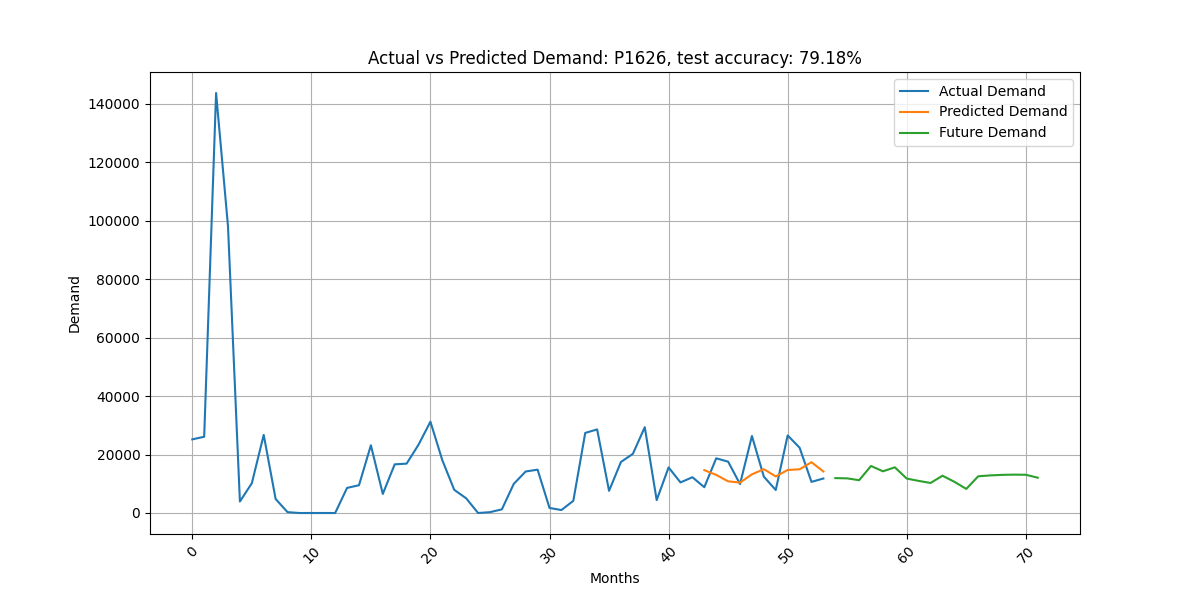 Actual vs Predicted Demand: P1626, test accuracy: 79.18%
Actual Demand
Predicted Demand
Future Demand
140000
120000
100000
80000
60000
40000
20000
0
Demand
0
10
20
30
40
50
60
70
Months